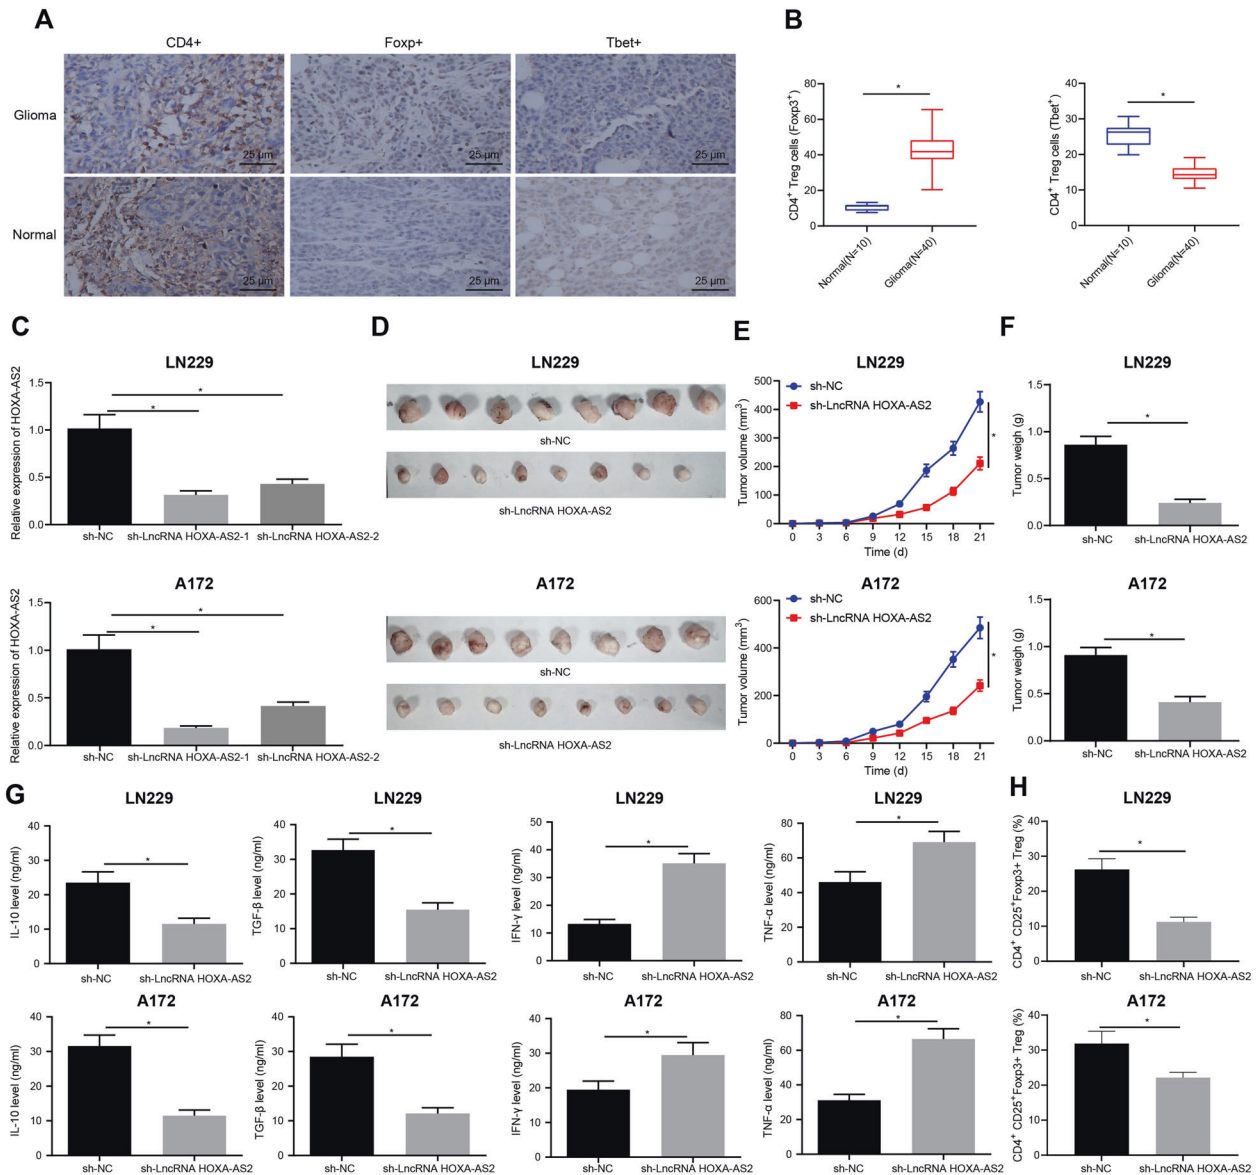 A
CD4+ Foxp+ Tbet+
Glioma
25 µm 25 µm 25 µm
Normal
25 µm 25 µm 25 µm
B
CD4⁺ Treg cells (Foxp3⁺)
80
60
40
20
0
*
Normal(N=10) Glioma(N=40)
CD4⁺ Treg cells (Tbet⁺)
40
30
20
10
0
*
Normal(N=10) Glioma(N=40)
C
LN229
Relative expression of HOXA-AS2
1.5
1.0
0.5
0.0
*
*
sh-NC sh-LncRNA HOXA-AS2-1 sh-LncRNA HOXA-AS2-2
A172
Relative expression of HOXA-AS2
1.5
1.0
0.5
0.0
*
*
sh-NC sh-LncRNA HOXA-AS2-1 sh-LncRNA HOXA-AS2-2
D
LN229
sh-NC
sh-LncRNA HOXA-AS2
A172
sh-NC
sh-LncRNA HOXA-AS2
E
LN229
sh-NC
sh-LncRNA HOXA-AS2
Tumor volume (mm³)
500
400
300
200
100
0
*
0 3 6 9 12 15 18 21
Time (d)
A172
sh-NC
sh-LncRNA HOXA-AS2
Tumor volume (mm³)
600
400
200
0
*
0 3 6 9 12 15 18 21
Time (d)
F
LN229
Tumor weigh (g)
1.5
1.0
0.5
0.0
*
sh-NC sh-LncRNA HOXA-AS2
A172
Tumor weigh (g)
1.5
1.0
0.5
0.0
*
sh-NC sh-LncRNA HOXA-AS2
G
LN229
IL-10 level (ng/ml)
40
30
20
10
0
*
sh-NC sh-LncRNA HOXA-AS2
LN229
TGF-β level (ng/ml)
40
30
20
10
0
*
sh-NC sh-LncRNA HOXA-AS2
LN229
IFN-γ level (ng/ml)
50
40
30
20
10
0
*
sh-NC sh-LncRNA HOXA-AS2
LN229
TNF-α level (ng/ml)
80
60
40
20
0
*
sh-NC sh-LncRNA HOXA-AS2
A172
IL-10 level (ng/ml)
40
30
20
10
0
*
sh-NC sh-LncRNA HOXA-AS2
A172
TGF-β level (ng/ml)
40
30
20
10
0
*
sh-NC sh-LncRNA HOXA-AS2
A172
IFN-γ level (ng/ml)
40
30
20
10
0
*
sh-NC sh-LncRNA HOXA-AS2
A172
TNF-α level (ng/ml)
80
60
40
20
0
*
sh-NC sh-LncRNA HOXA-AS2
H
LN229
CD4⁺ CD25⁺Foxp3+ Treg (%)
40
30
20
10
0
*
sh-NC sh-LncRNA HOXA-AS2
A172
CD4⁺ CD25⁺Foxp3+ Treg (%)
40
30
20
10
0
*
sh-NC sh-LncRNA HOXA-AS2